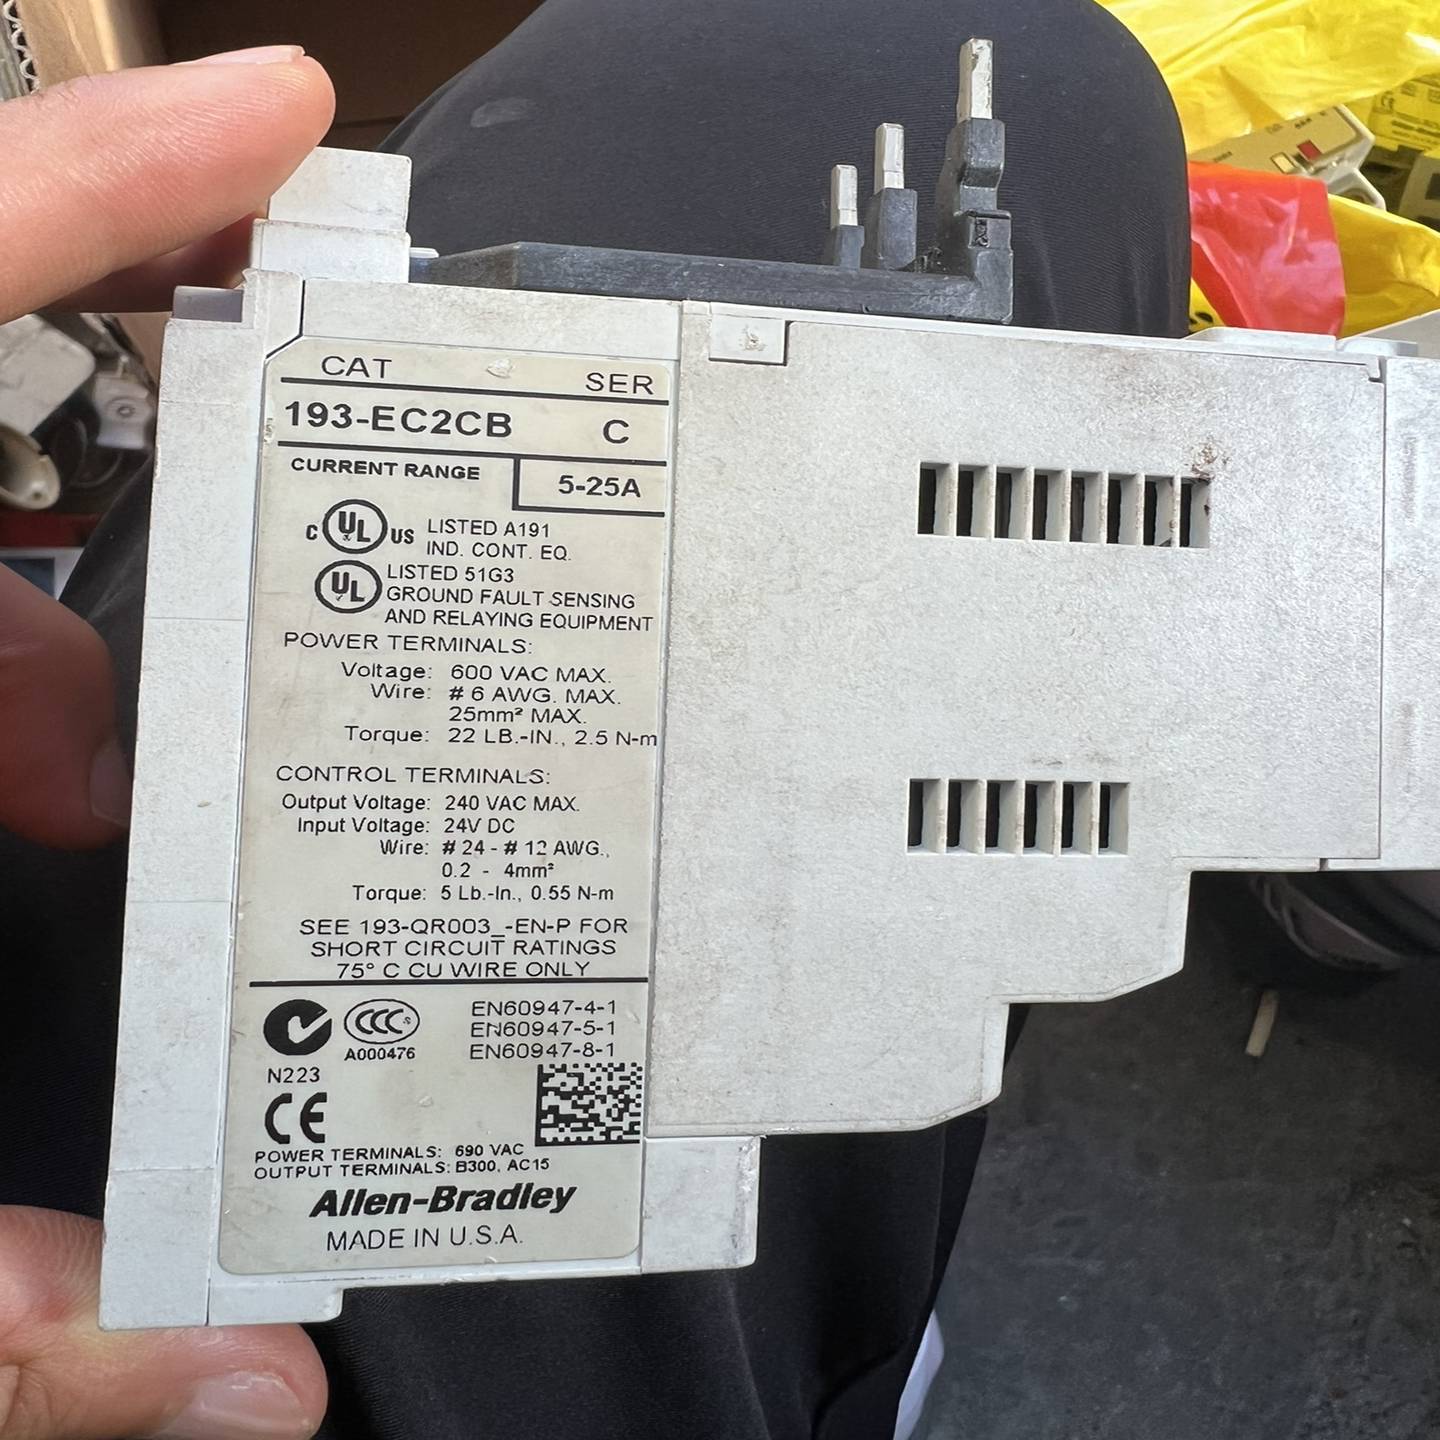 CAT SER
193-EC2CB C
CURRENT RANGE 5-25A
C UL US LISTED A191
IND. CONT. EQ.
UL LISTED 51G3
GROUND FAULT SENSING
AND RELAYING EQUIPMENT
POWER TERMINALS:
Voltage: 600 VAC MAX.
Wire: # 6 AWG. MAX.
25mm² MAX.
Torque: 22 LB.-IN., 2.5 N-m
CONTROL TERMINALS:
Output Voltage: 240 VAC MAX.
Input Voltage: 24V DC
Wire: # 24 - # 12 AWG.,
0.2 - 4mm²
Torque: 5 Lb.-In., 0.55 N-m
SEE 193-QR003_-EN-P FOR
SHORT CIRCUIT RATINGS
75° C CU WIRE ONLY
CCC S EN60947-4-1
EN60947-5-1
A000476 EN60947-8-1
N223
CE
POWER TERMINALS: 690 VAC
OUTPUT TERMINALS: B300, AC15
Allen-Bradley
MADE IN U.S.A.